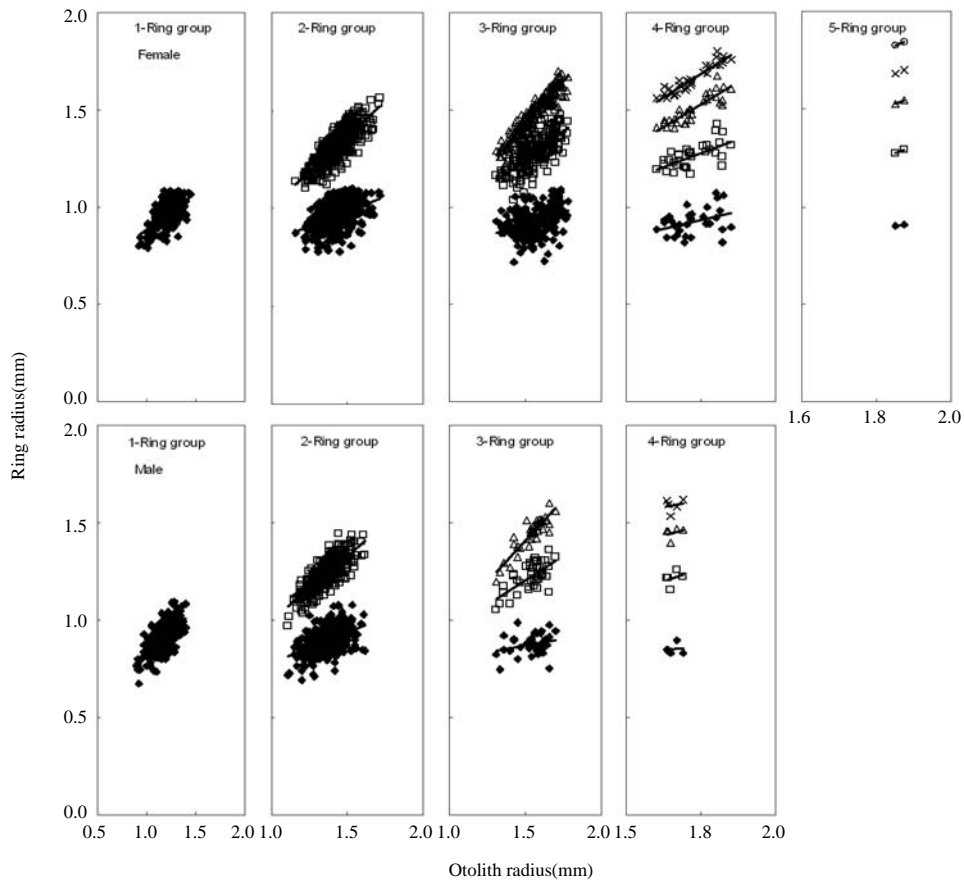 2.0
1-Ring group
2-Ring group
3-Ring group
4-Ring group
5-Ring group
Female
1.5
1.0
0.5
0.0
1.6
1.8
2.0
Ring radius(mm)
2.0
1-Ring group
2-Ring group
3-Ring group
4-Ring group
Male
1.5
1.0
0.5
0.0
0.5
1.0
1.5
2.0
1.0
1.5
2.0
1.0
1.5
2.0
1.5
1.8
2.0
Otolith radius(mm)